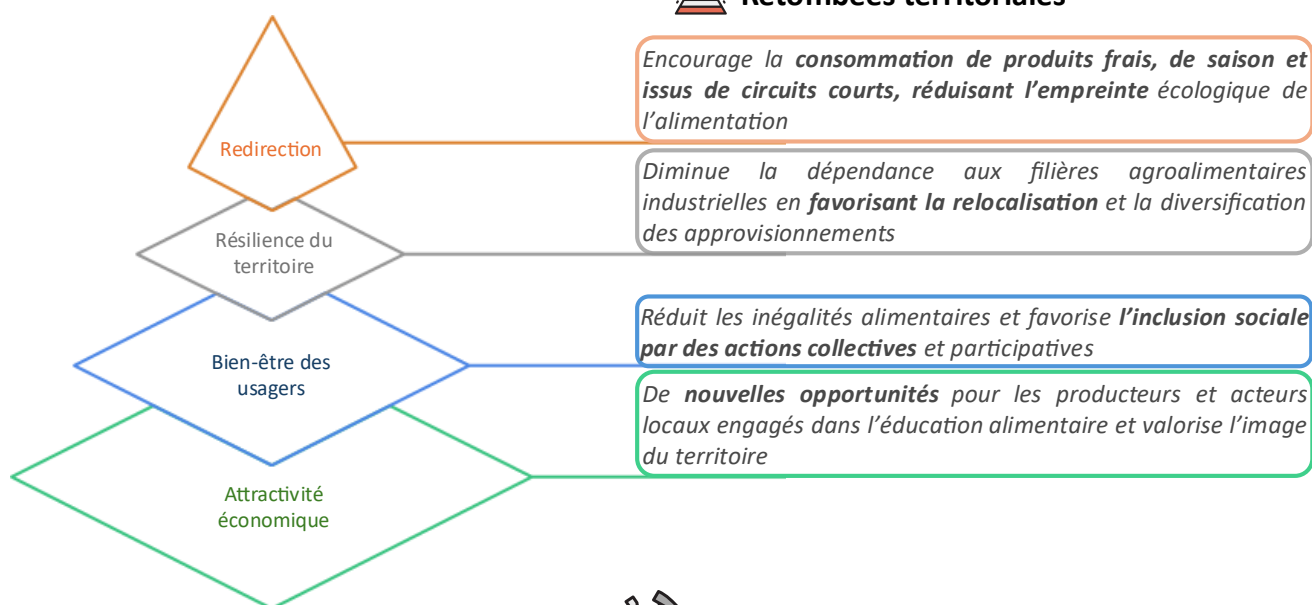 Retombées territoriales
Redirection
Encourage la consommation de produits frais, de saison et
issus de circuits courts, réduisant l’empreinte écologique de
l’alimentation
Résilience du
territoire
Diminue la dépendance aux filières agroalimentaires
industrielles en favorisant la relocalisation et la diversification
des approvisionnements
Bien-être des
usagers
Réduit les inégalités alimentaires et favorise l’inclusion sociale
par des actions collectives et participatives
Attractivité
économique
De nouvelles opportunités pour les producteurs et acteurs
locaux engagés dans l’éducation alimentaire et valorise l’image
du territoire